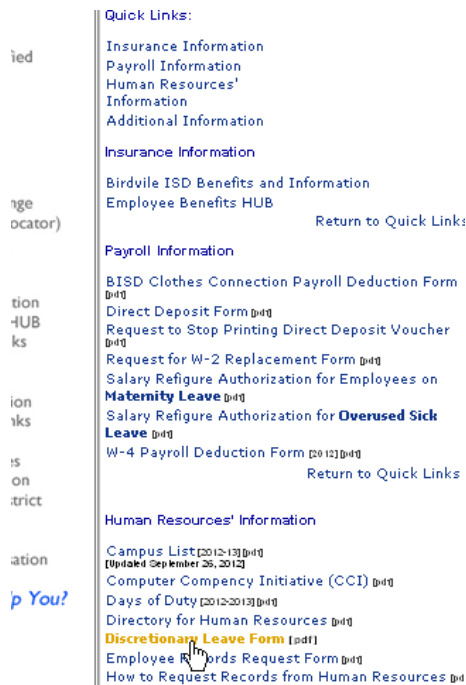 Quick Links:
ied
Insurance Information
Payroll Information
Human Resources'
Information
Additional Information
Insurance Information
Birdvile ISD Benefits and Information
nge
Employee Benefits HUB
ocator)
Return to Quick Links
Payroll Information
BISD Clothes Connection Payroll Deduction Form
[pdf]
tion
Direct Deposit Form [pdf]
HUB
Request to Stop Printing Direct Deposit Voucher
ks
[pdf]
Request for W-2 Replacement Form [pdf]
Salary Refigure Authorization for Employees on
ion
Maternity Leave [pdf]
nks
Salary Refigure Authorization for Overused Sick
Leave [pdf]
es
W-4 Payroll Deduction Form [2012] [pdf]
on
Return to Quick Links
strict
Human Resources' Information
Campus List [2012-13] [pdf]
ation
[Updated September 26, 2012]
Computer Compency Initiative (CCI) [pdf]
p You?
Days of Duty [2012-2013] [pdf]
Directory for Human Resources [pdf]
Discretionary Leave Form [pdf]
Employee Records Request Form [pdf]
How to Request Records from Human Resources [pd